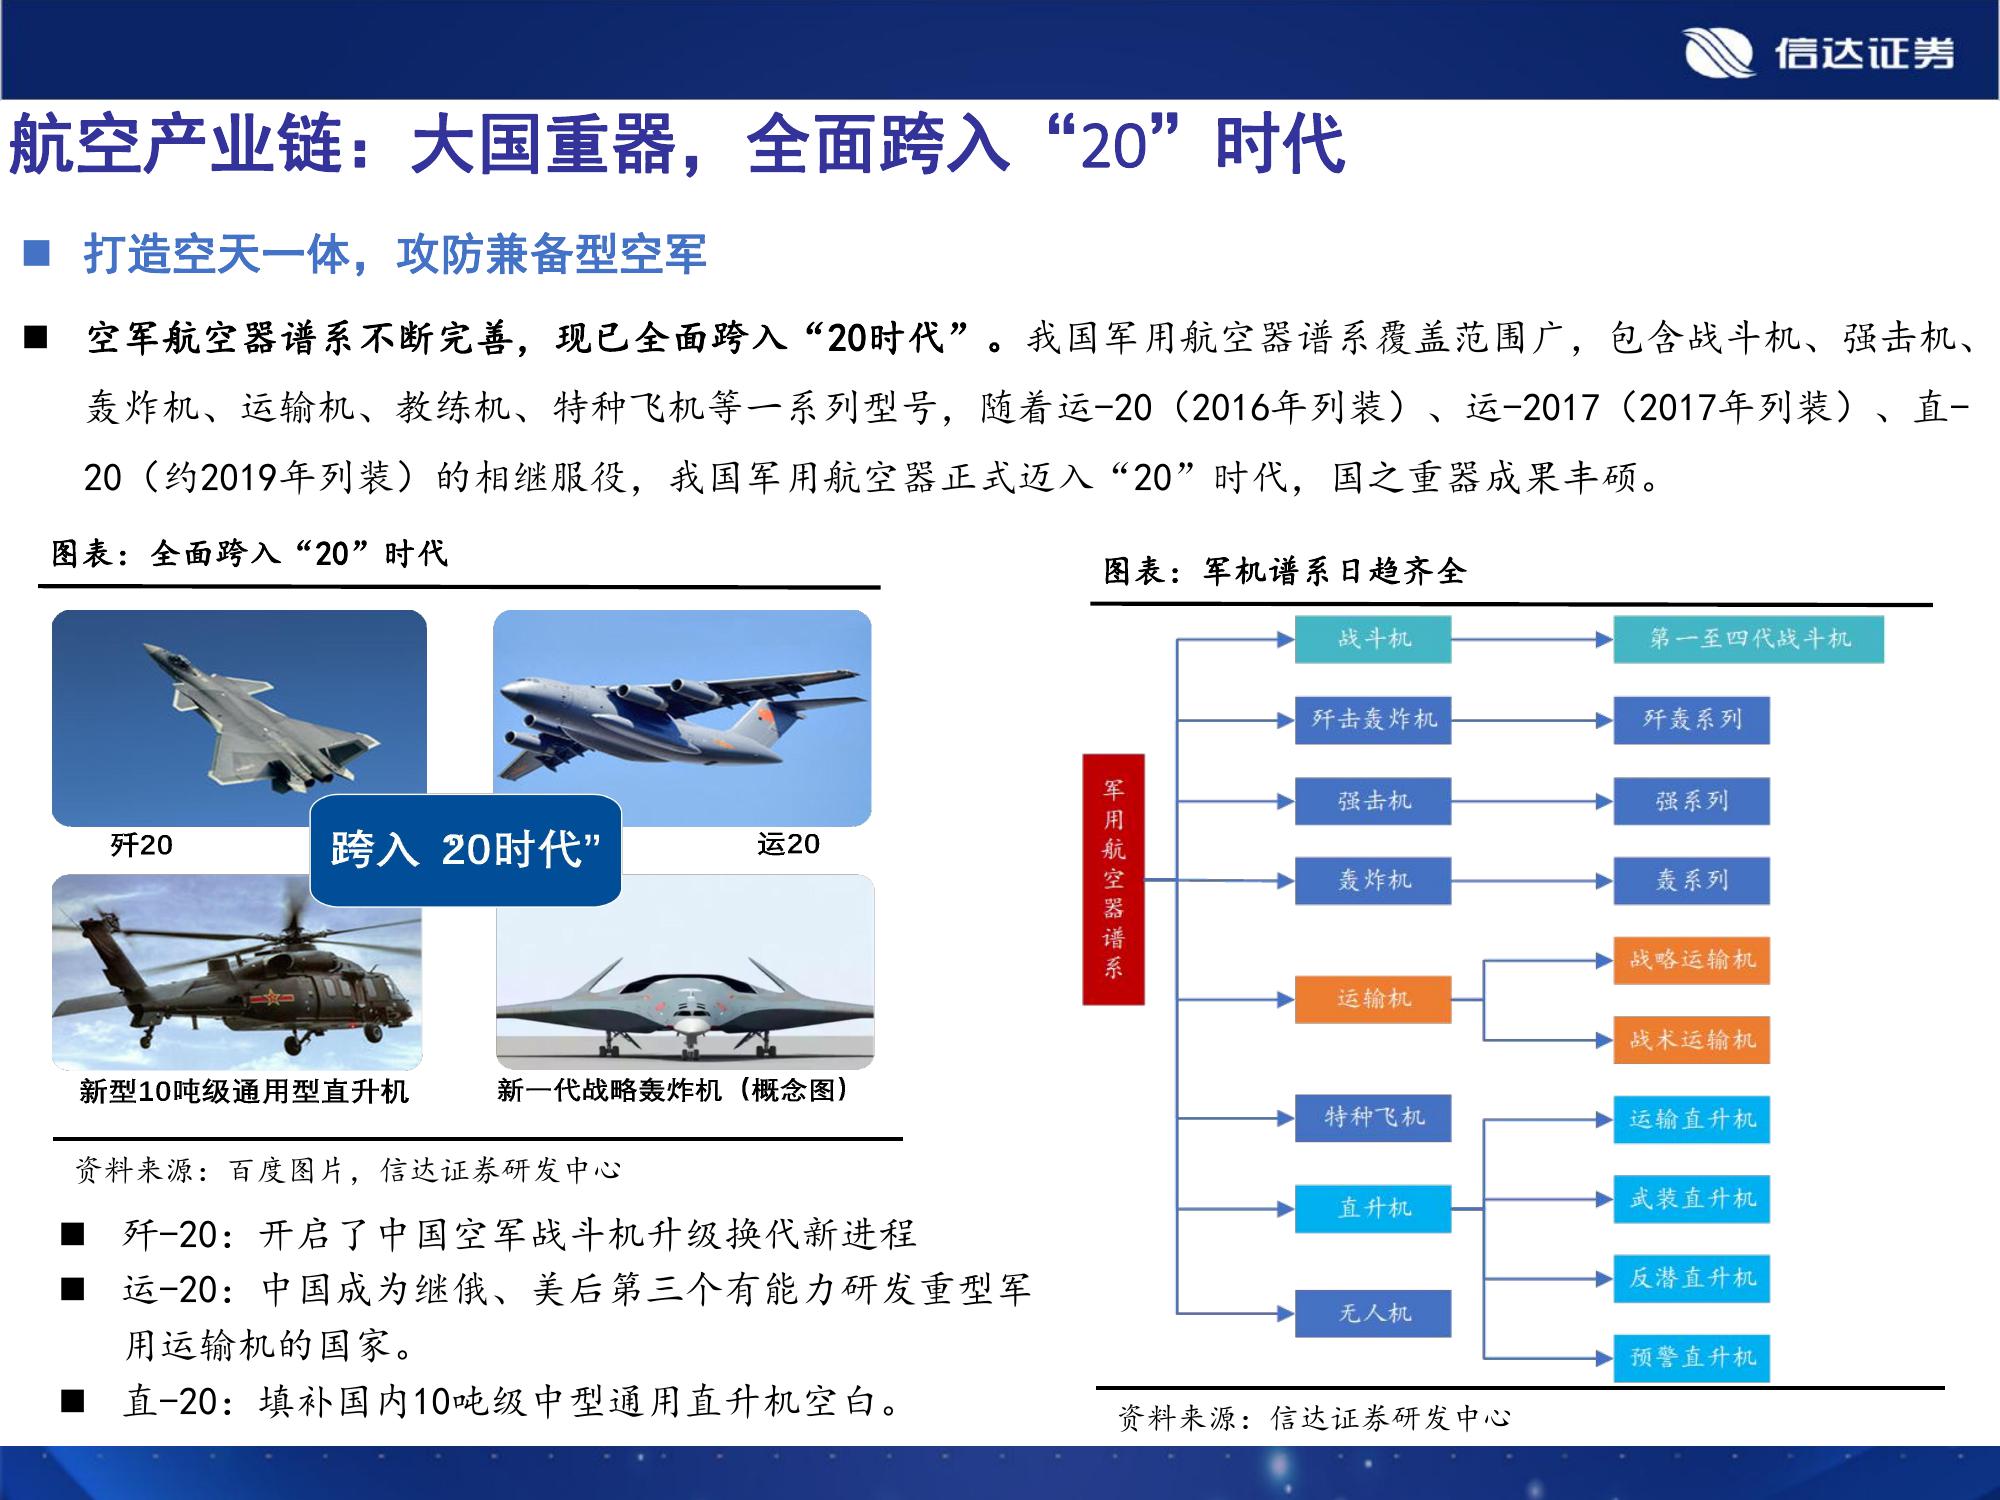 信达证券
航空产业链：大国重器，全面跨入“20”时代
■ 打造空天一体，攻防兼备型空军
■ 空军航空器谱系不断完善，现已全面跨入“20时代”。我国军用航空器谱系覆盖范围广，包含战斗机、强击机、
轰炸机、运输机、教练机、特种飞机等一系列型号，随着运-20（2016年列装）、运-2017（2017年列装）、直-
20（约2019年列装）的相继服役，我国军用航空器正式迈入“20”时代，国之重器成果丰硕。
图表：全面跨入“20”时代
歼20
运20
跨入 20时代”
新型10吨级通用型直升机
新一代战略轰炸机（概念图）
资料来源：百度图片，信达证券研发中心
■ 歼-20：开启了中国空军战斗机升级换代新进程
■ 运-20：中国成为继俄、美后第三个有能力研发重型军
用运输机的国家。
■ 直-20：填补国内10吨级中型通用直升机空白。
图表：军机谱系日趋齐全
军用航空器谱系
战斗机
第一至四代战斗机
歼击轰炸机
歼轰系列
强击机
强系列
轰炸机
轰系列
运输机
战略运输机
战术运输机
特种飞机
直升机
运输直升机
武装直升机
反潜直升机
预警直升机
无人机
资料来源：信达证券研发中心